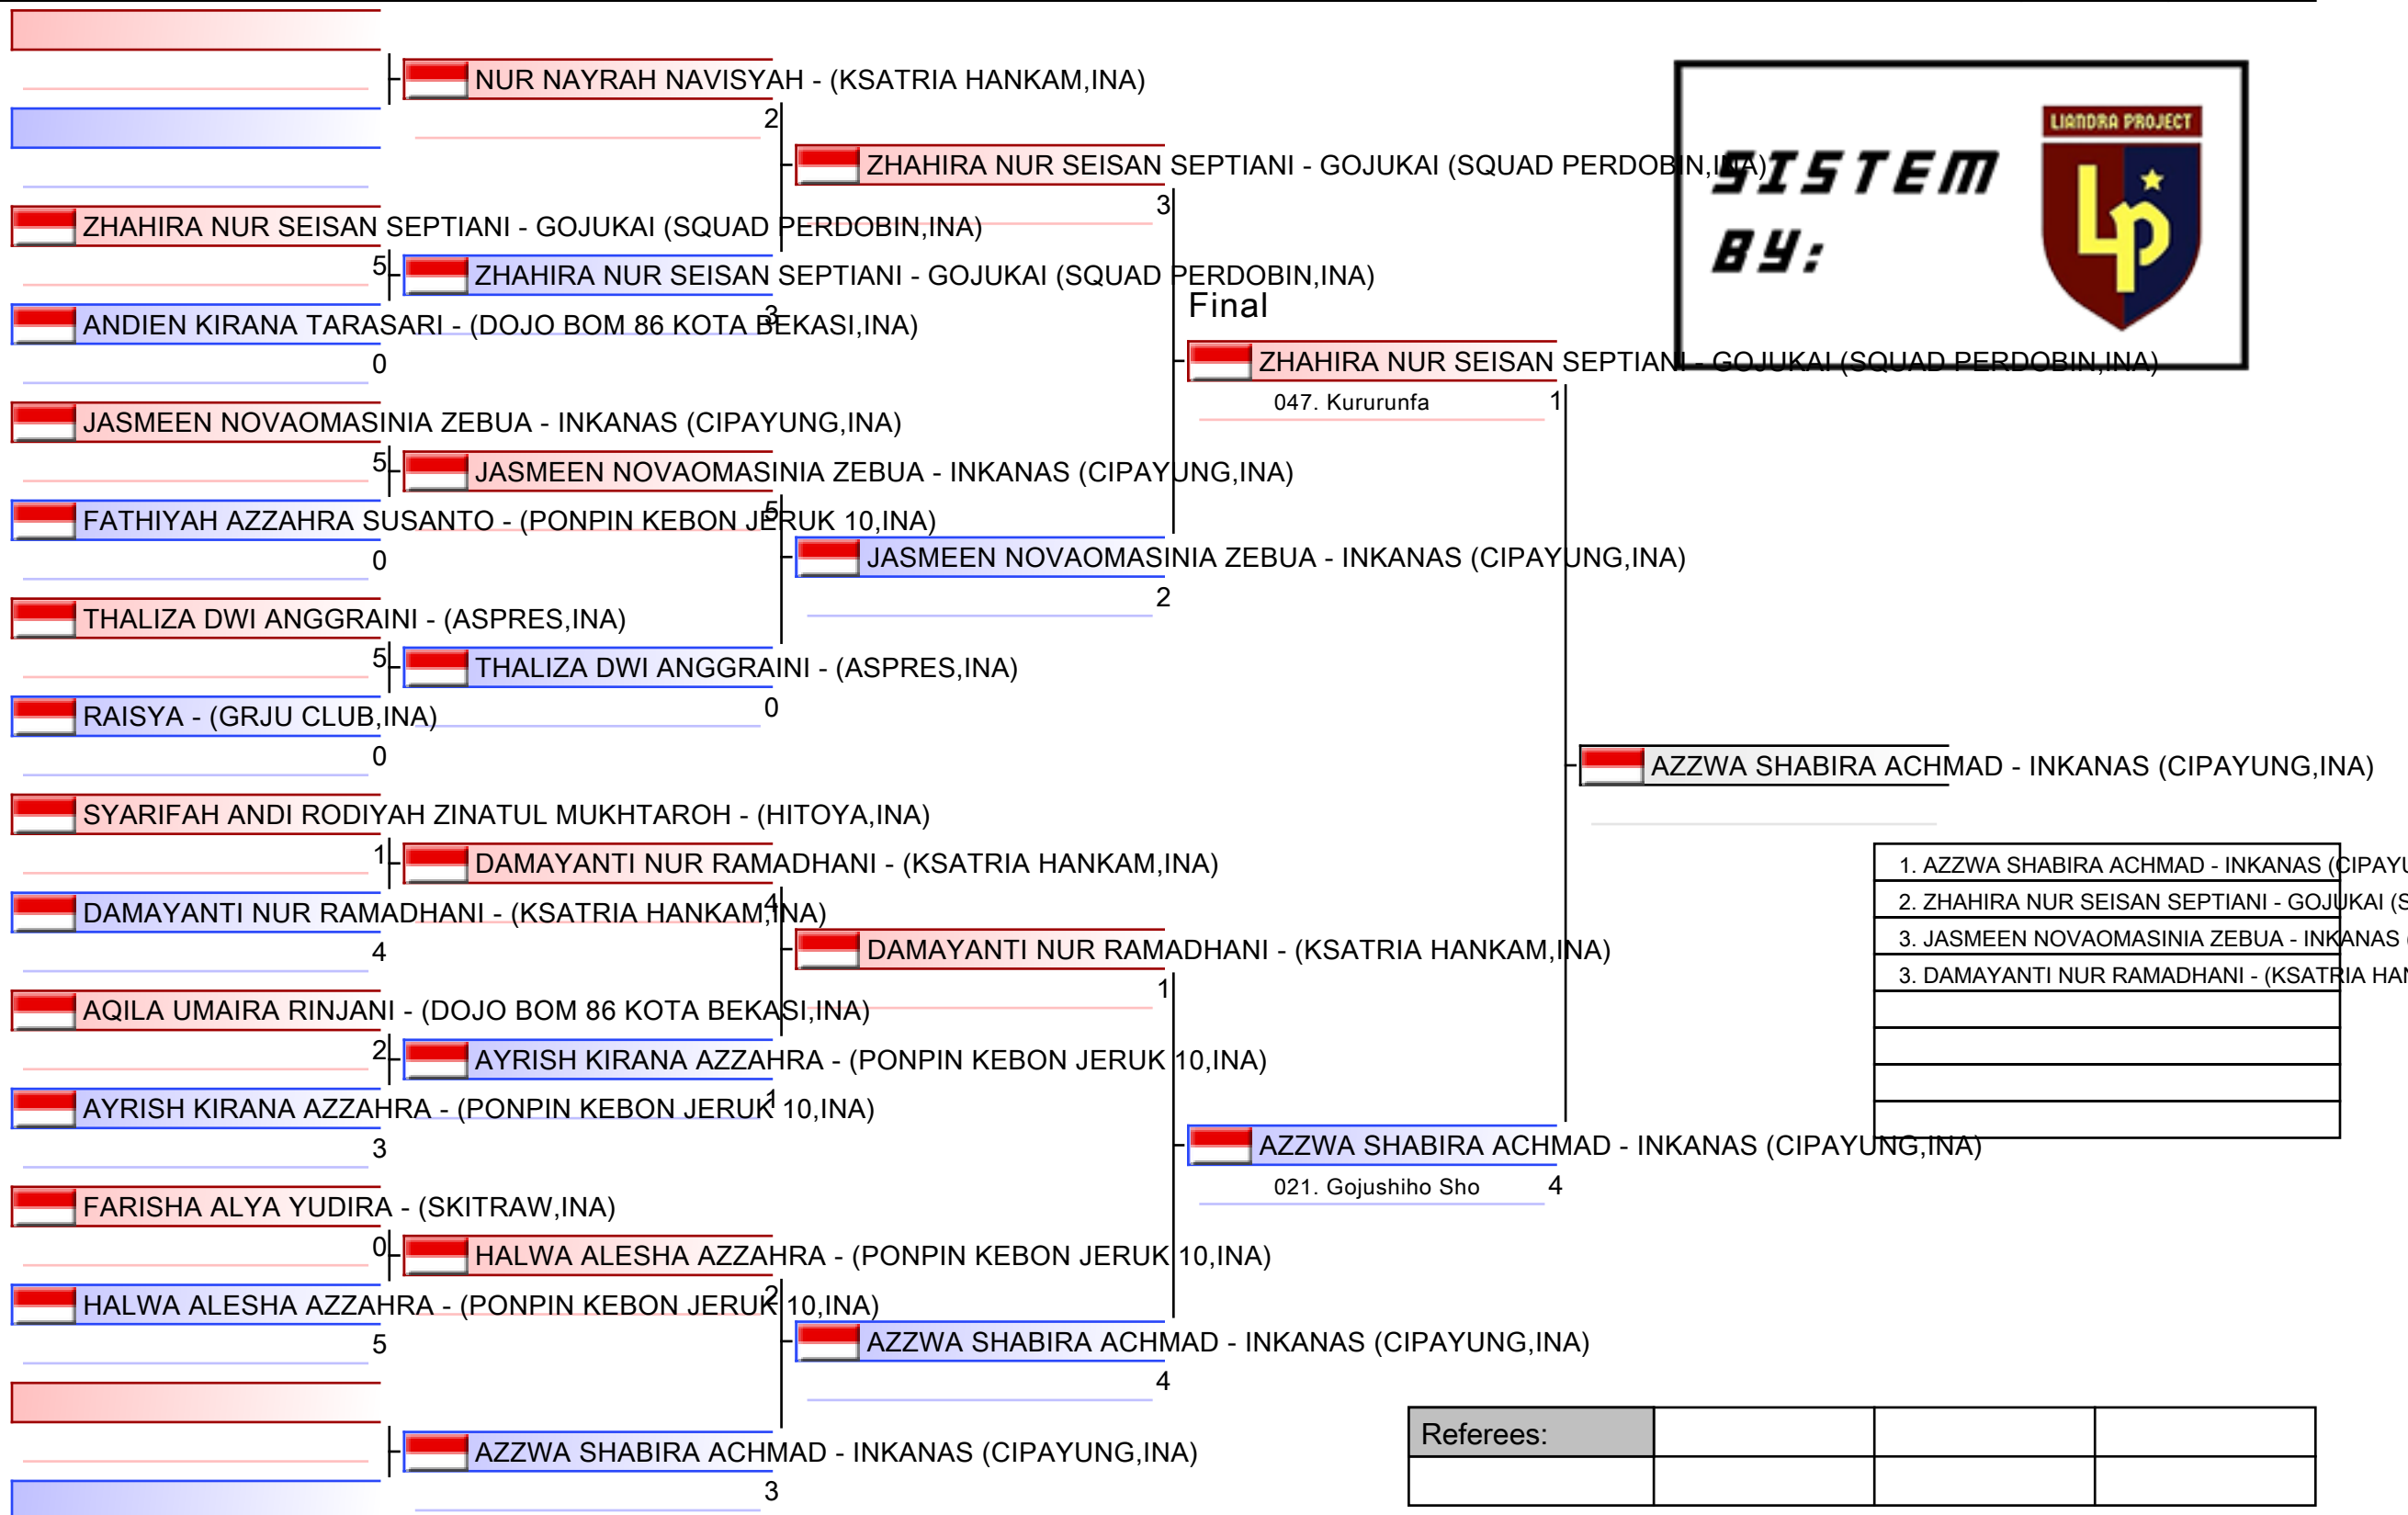 NUR NAYRAH NAVISYAH - (KSATRIA HANKAM,INA)
2
ZHAHIRA NUR SEISAN SEPTIANI - GOJUKAI (SQUAD PERDOBIN,INA)
3
ZHAHIRA NUR SEISAN SEPTIANI - GOJUKAI (SQUAD PERDOBIN,INA)
5
ZHAHIRA NUR SEISAN SEPTIANI - GOJUKAI (SQUAD PERDOBIN,INA)
3
ANDIEN KIRANA TARASARI - (DOJO BOM 86 KOTA BEKASI,INA)
0
Final
ZHAHIRA NUR SEISAN SEPTIANI - GOJUKAI (SQUAD PERDOBIN,INA)
047. Kururunfa 1
JASMEEN NOVAOMASINIA ZEBUA - INKANAS (CIPAYUNG,INA)
5
JASMEEN NOVAOMASINIA ZEBUA - INKANAS (CIPAYUNG,INA)
5
FATHIYAH AZZAHRA SUSANTO - (PONPIN KEBON JERUK 10,INA)
0
JASMEEN NOVAOMASINIA ZEBUA - INKANAS (CIPAYUNG,INA)
2
THALIZA DWI ANGGRAINI - (ASPRES,INA)
5
THALIZA DWI ANGGRAINI - (ASPRES,INA)
0
RAISYA - (GRJU CLUB,INA)
0
AZZWA SHABIRA ACHMAD - INKANAS (CIPAYUNG,INA)
SYARIFAH ANDI RODIYAH ZINATUL MUKHTAROH - (HITOYA,INA)
1
DAMAYANTI NUR RAMADHANI - (KSATRIA HANKAM,INA)
4
DAMAYANTI NUR RAMADHANI - (KSATRIA HANKAM,INA)
4
DAMAYANTI NUR RAMADHANI - (KSATRIA HANKAM,INA)
1
AQILA UMAIRA RINJANI - (DOJO BOM 86 KOTA BEKASI,INA)
2
AYRISH KIRANA AZZAHRA - (PONPIN KEBON JERUK 10,INA)
1
AYRISH KIRANA AZZAHRA - (PONPIN KEBON JERUK 10,INA)
3
AZZWA SHABIRA ACHMAD - INKANAS (CIPAYUNG,INA)
021. Gojushiho Sho 4
FARISHA ALYA YUDIRA - (SKITRAW,INA)
0
HALWA ALESHA AZZAHRA - (PONPIN KEBON JERUK 10,INA)
2
HALWA ALESHA AZZAHRA - (PONPIN KEBON JERUK 10,INA)
5
AZZWA SHABIRA ACHMAD - INKANAS (CIPAYUNG,INA)
4
AZZWA SHABIRA ACHMAD - INKANAS (CIPAYUNG,INA)
3
SISTEM
BY:
LIANDRA PROJECT
LP
1. AZZWA SHABIRA ACHMAD - INKANAS (CIPAYU
2. ZHAHIRA NUR SEISAN SEPTIANI - GOJUKAI (S
3. JASMEEN NOVAOMASINIA ZEBUA - INKANAS (
3. DAMAYANTI NUR RAMADHANI - (KSATRIA HAN
Referees: